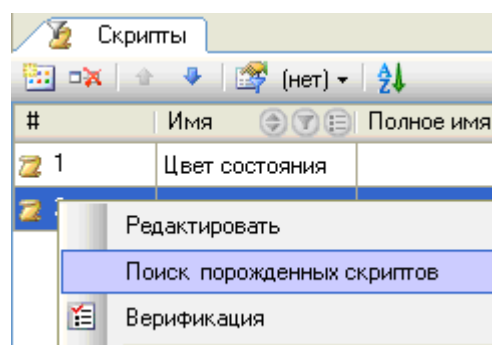 Скрипты
(нет)
# Имя Полное имя
1 Цвет состояния
Редактировать
Поиск порожденных скриптов
Верификация